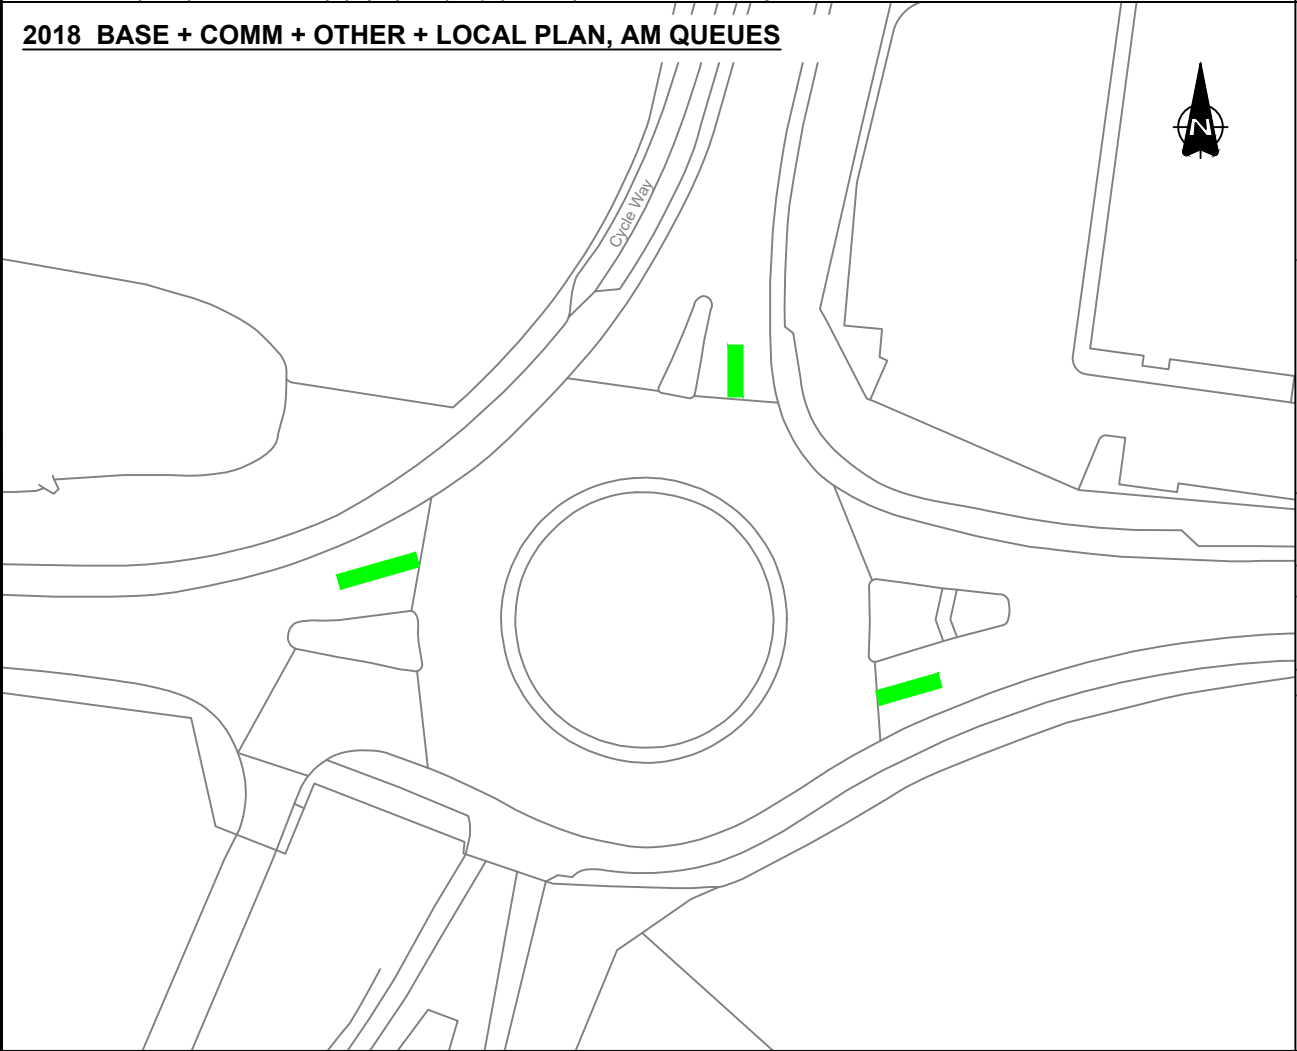 2018 BASE + COMM + OTHER + LOCAL PLAN, AM QUEUES
N
Cycle Way